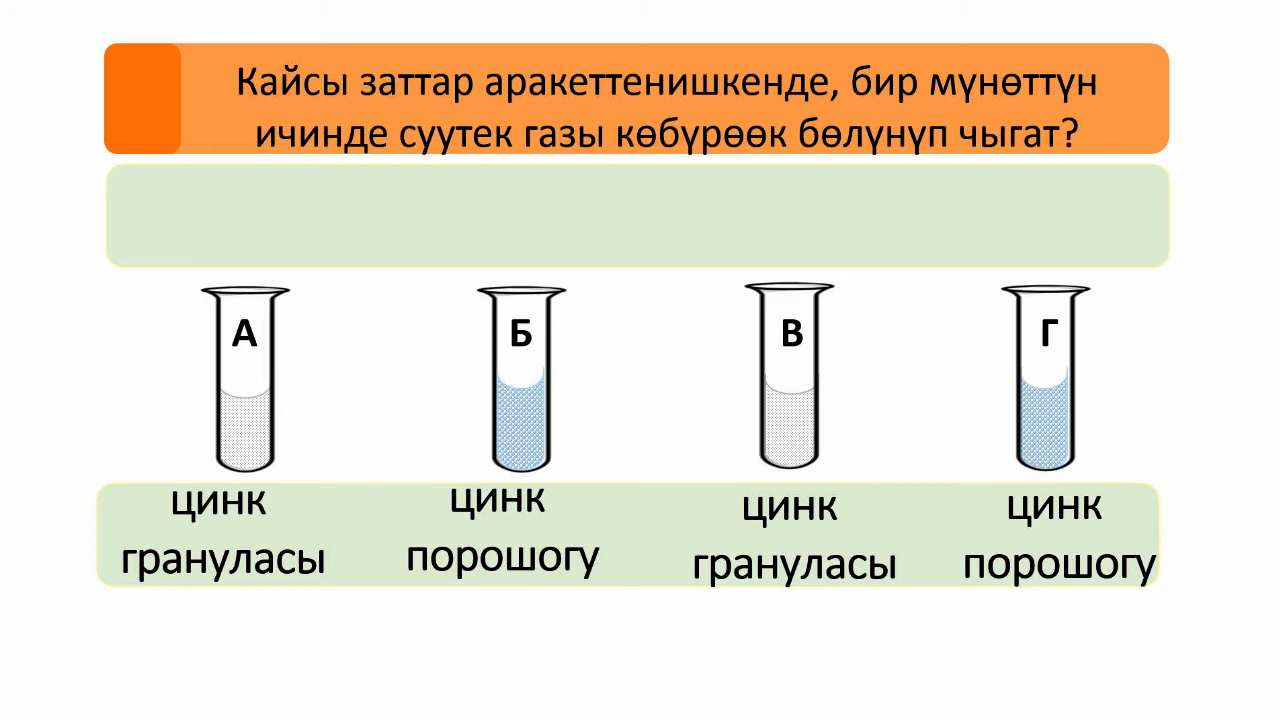 Кайсы заттар аракеттенишкенде, бир мүнөттүн
ичинде суутек газы көбүрөөк бөлүнүп чыгат?
А Б В Г
цинк цинк цинк цинк
грануласы порошогу грануласы порошогу